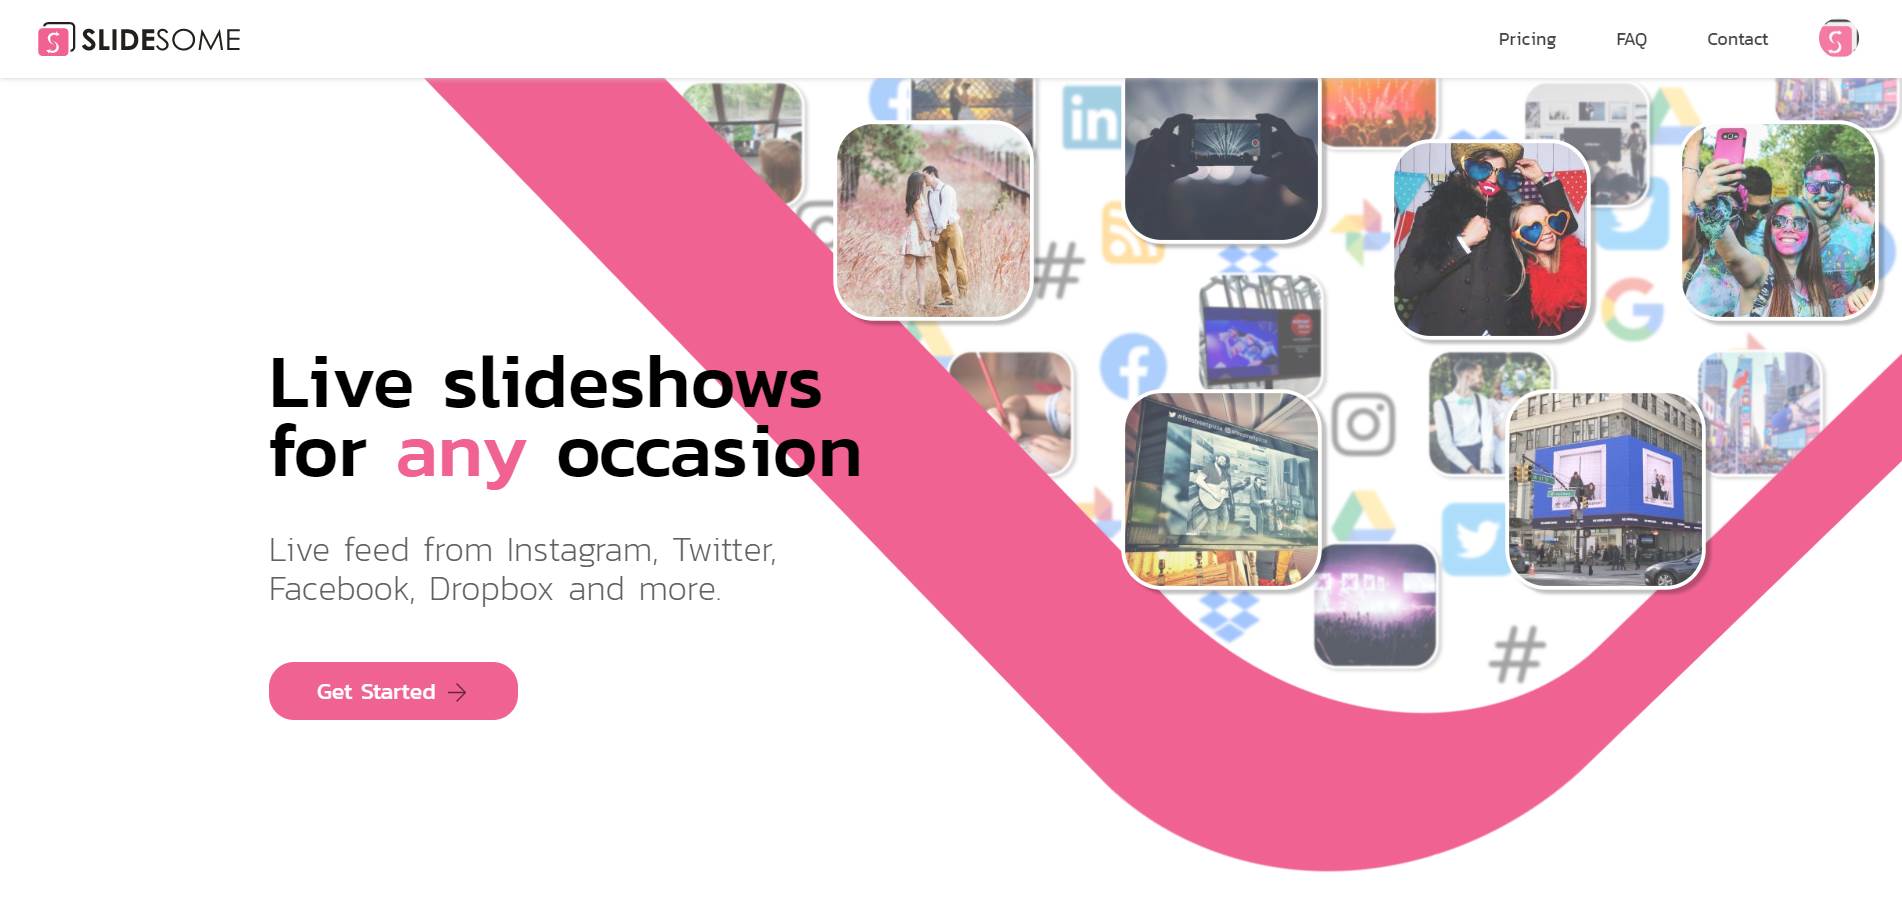 SLIDESOME
Pricing
FAQ
Contact
Live slideshows
for any occasion
Live feed from Instagram, Twitter,
Facebook, Dropbox and more.
Get Started